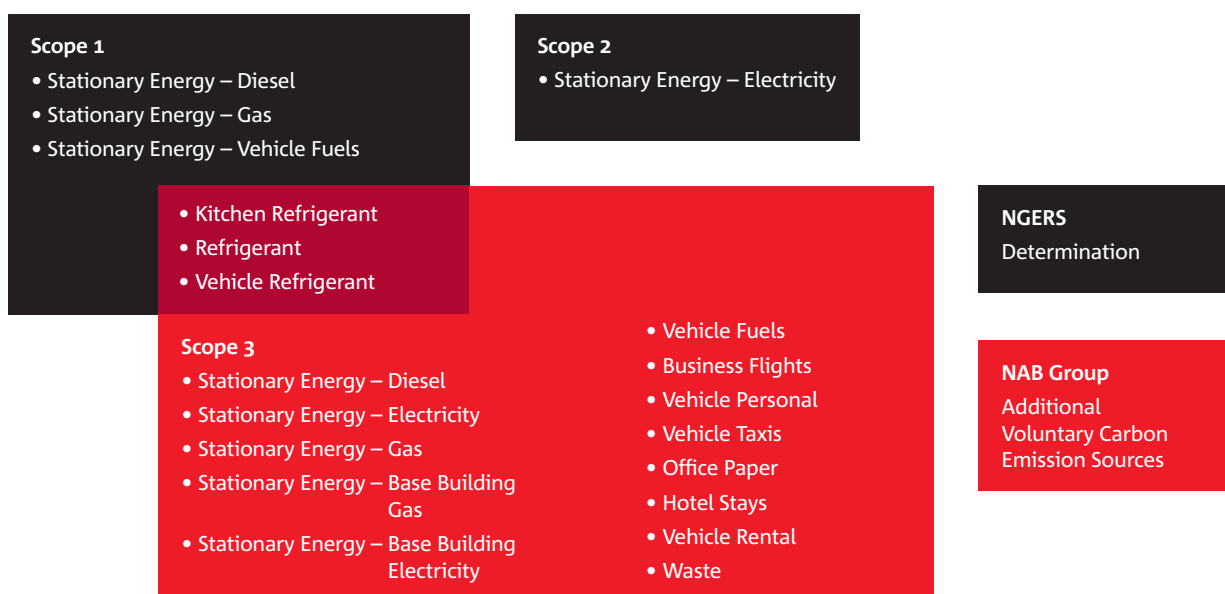 Scope 1
• Stationary Energy – Diesel
• Stationary Energy – Gas
• Stationary Energy – Vehicle Fuels
Scope 2
• Stationary Energy – Electricity
• Kitchen Refrigerant
• Refrigerant
• Vehicle Refrigerant
Scope 3
• Stationary Energy – Diesel
• Stationary Energy – Electricity
• Stationary Energy – Gas
• Stationary Energy – Base Building
Gas
• Stationary Energy – Base Building
Electricity
• Vehicle Fuels
• Business Flights
• Vehicle Personal
• Vehicle Taxis
• Office Paper
• Hotel Stays
• Vehicle Rental
• Waste
NGERS
Determination
NAB Group
Additional
Voluntary Carbon
Emission Sources